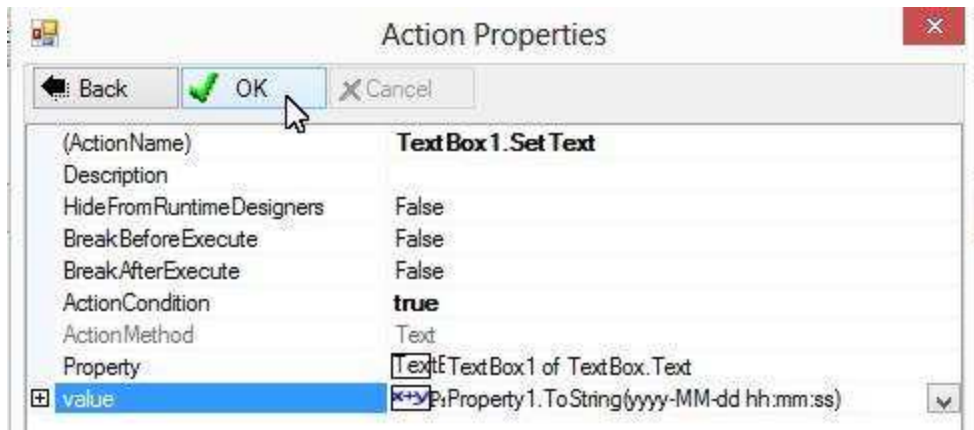 Action Properties
Back OK Cancel
(ActionName) TextBox1.SetText
Description
HideFromRuntimeDesigners False
BreakBeforeExecute False
BreakAfterExecute False
ActionCondition true
ActionMethod Text
Property TextBox1 of TextBox.Text
value Property1.ToString(yyyy-MM-dd hh:mm:ss)